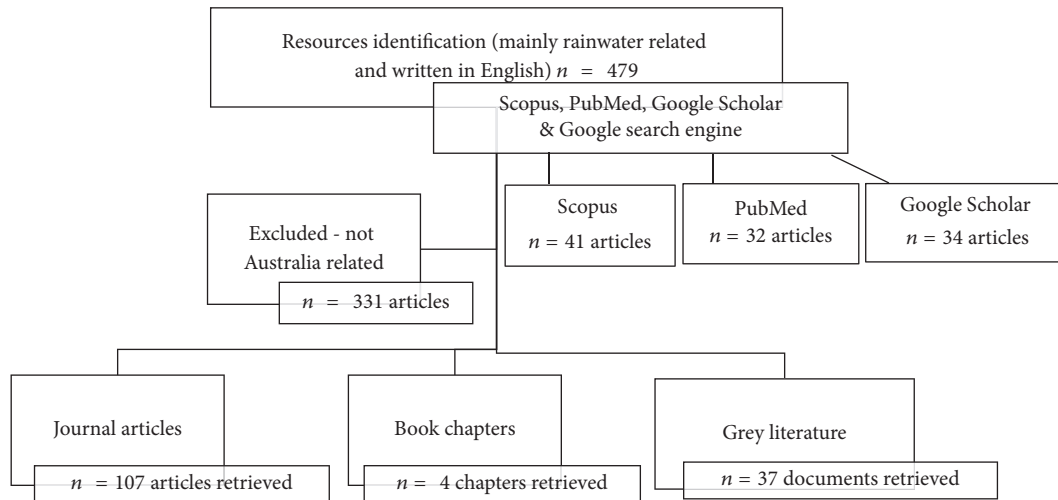 Resources identification (mainly rainwater related
and written in English) n = 479
Scopus, PubMed, Google Scholar
& Google search engine
Scopus
n = 41 articles
PubMed
n = 32 articles
Google Scholar
n = 34 articles
Excluded - not
Australia related
n = 331 articles
Journal articles
n = 107 articles retrieved
Book chapters
n = 4 chapters retrieved
Grey literature
n = 37 documents retrieved